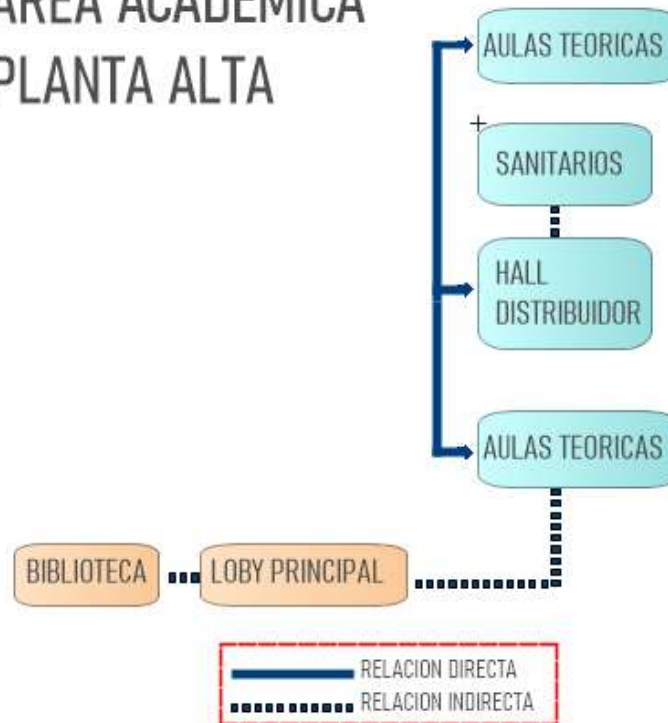 AREA ACADEMICA
PLANTA ALTA
AULAS TEORICAS
SANITARIOS
HALL
DISTRIBUIDOR
AULAS TEORICAS
BIBLIOTECA
LOBY PRINCIPAL
RELACION DIRECTA
RELACION INDIRECTA